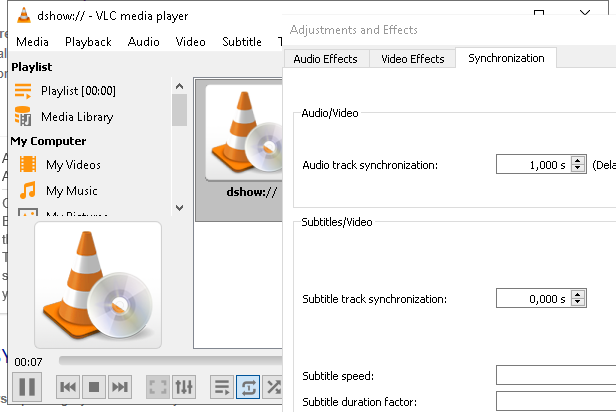 dshow:// - VLC media player
Media Playback Audio Video Subtitle T
Playlist
Playlist [00:00]
Media Library
My Computer
My Videos
My Music
My Pictures
dshow://
00:07
Adjustments and Effects
Audio Effects Video Effects Synchronization
Audio/Video
Audio track synchronization: 1,000 s (Dela
Subtitles/Video
Subtitle track synchronization: 0,000 s
Subtitle speed:
Subtitle duration factor: